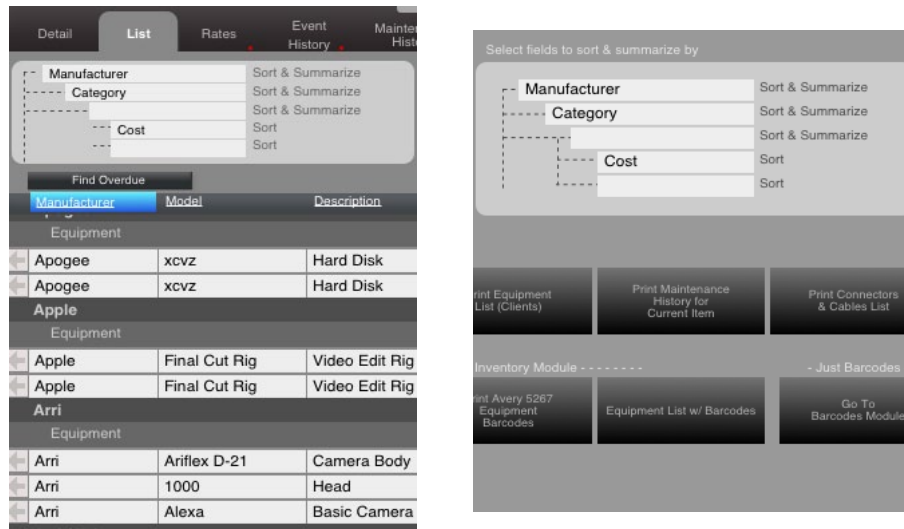 Detail
List
Rates
Event
History
Manufacturer Sort & Summarize
Category Sort & Summarize
Sort & Summarize
Cost Sort
Sort
Find Overdue
Manufacturer Model Description
Equipment
Apogee xcvz Hard Disk
Apogee xcvz Hard Disk
Apple
Equipment
Apple Final Cut Rig Video Edit Rig
Apple Final Cut Rig Video Edit Rig
Arri
Equipment
Arri Ariflex D-21 Camera Body
Arri 1000 Head
Arri Alexa Basic Camera
Select fields to sort & summarize by
Manufacturer Sort & Summarize
Category Sort & Summarize
Sort & Summarize
Cost Sort
Sort
Equipment
List (Clients)
Print Maintenance
History for
Current Item
Print Connectors
& Cables List
Inventory Module - - - - - - - -
- Just Barcodes
Avery 5267
Equipment
Barcodes
Equipment List w/ Barcodes
Go To
Barcodes Module